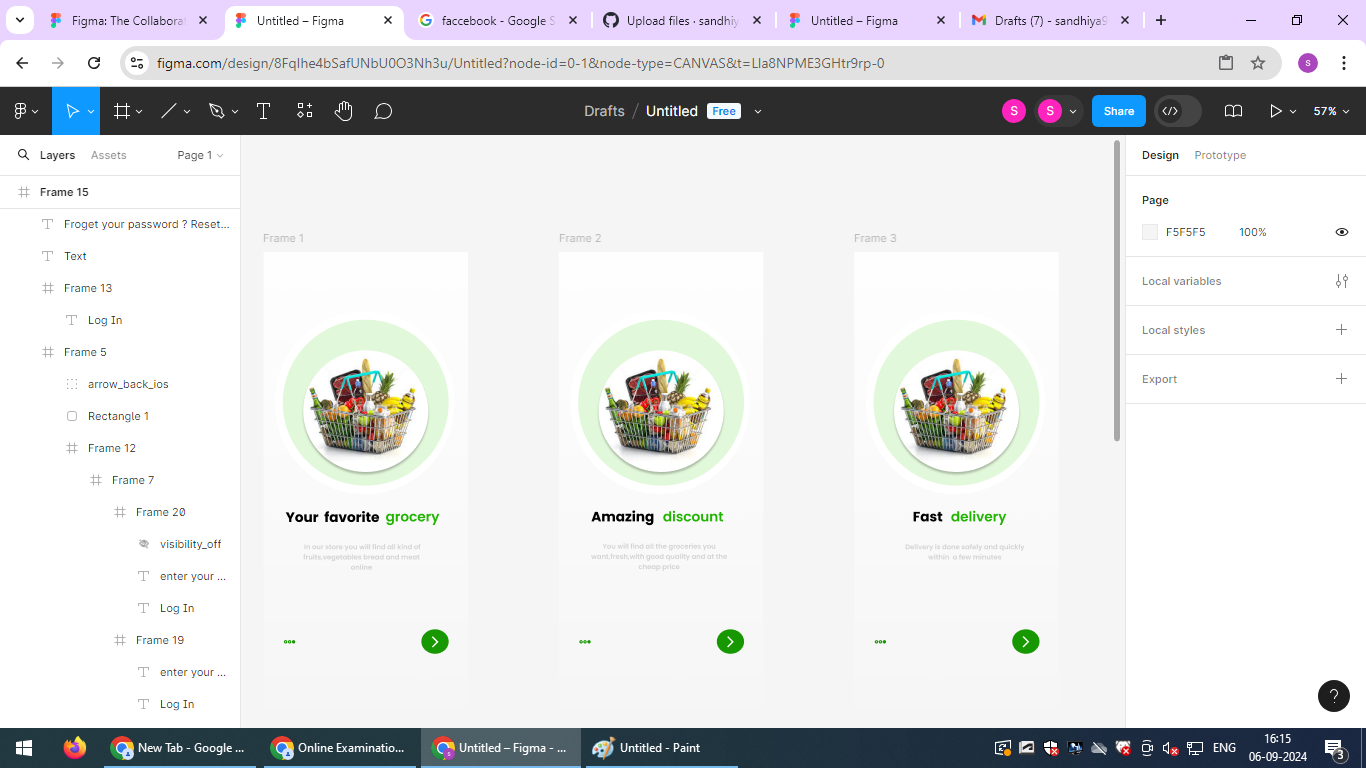 Figma: The Collaborat
Untitled – Figma
faccebook - Google S
Upload files · sandhiy
Untitled – Figma
Drafts (7) - sandhiya9
figma.com/design/8FqIhe4bSafUNbU0O3Nh3u/Untitled?node-id=0-1&node-type=CANVAS&t=Lla8NPME3GHtr9rp-0
S
Drafts / Untitled Free
S
S
Share
57%
Layers
Assets
Page 1
Frame 15
Froget your password ? Reset...
Text
Frame 13
Log In
Frame 5
arrow_back_ios
Rectangle 1
Frame 12
Frame 7
Frame 20
visibility_off
enter your ...
Log In
Frame 19
enter your ...
Log In
Frame 1
Your favorite grocery
In our store you will find all kind of
fruits,vegetables bread and meat
online
Frame 2
Amazing discount
You will find all the groceries you
want,fresh,with good quality and at the
cheap price
Frame 3
Fast delivery
Delivery is done safely and quickly
within a few minutes
Design
Prototype
Page
F5F5F5 100%
Local variables
Local styles
Export
?
New Tab - Google ...
Online Examinatio...
Untitled – Figma - ...
Untitled - Paint
ENG
16:15
06-09-2024
3